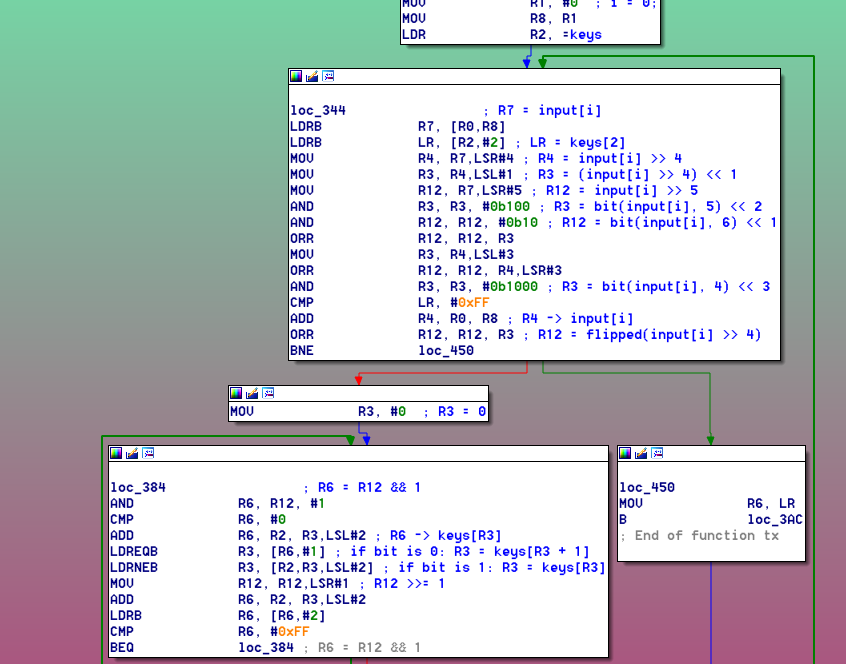 MOV R1, #0 ; i = 0;
MOV R8, R1
LDR R2, =keys
loc_344 ; R7 = input[i]
LDRB R7, [R0,R8]
LDRB LR, [R2,#2] ; LR = keys[2]
MOV R4, R7,LSR#4 ; R4 = input[i] >> 4
MOV R3, R4,LSL#1 ; R3 = (input[i] >> 4) << 1
MOV R12, R7,LSR#5 ; R12 = input[i] >> 5
AND R3, R3, #0b100 ; R3 = bit(input[i], 5) << 2
AND R12, R12, #0b10 ; R12 = bit(input[i], 6) << 1
ORR R12, R12, R3
MOV R3, R4,LSL#3
ORR R12, R12, R4,LSR#3
AND R3, R3, #0b1000 ; R3 = bit(input[i], 4) << 3
CMP LR, #0xFF
ADD R4, R0, R8 ; R4 -> input[i]
ORR R12, R12, R3 ; R12 = flipped(input[i] >> 4)
BNE loc_450
MOV R3, #0 ; R3 = 0
loc_384 ; R6 = R12 && 1
AND R6, R12, #1
CMP R6, #0
ADD R6, R2, R3,LSL#2 ; R6 -> keys[R3]
LDREQB R3, [R6,#1] ; if bit is 0: R3 = keys[R3 + 1]
LDRNEB R3, [R2,R3,LSL#2] ; if bit is 1: R3 = keys[R3]
MOV R12, R12,LSR#1 ; R12 >>= 1
ADD R6, R2, R3,LSL#2
LDRB R6, [R6,#2]
CMP R6, #0xFF
BEQ loc_384 ; R6 = R12 && 1
loc_450
MOV R6, LR
B loc_3AC
; End of function tx